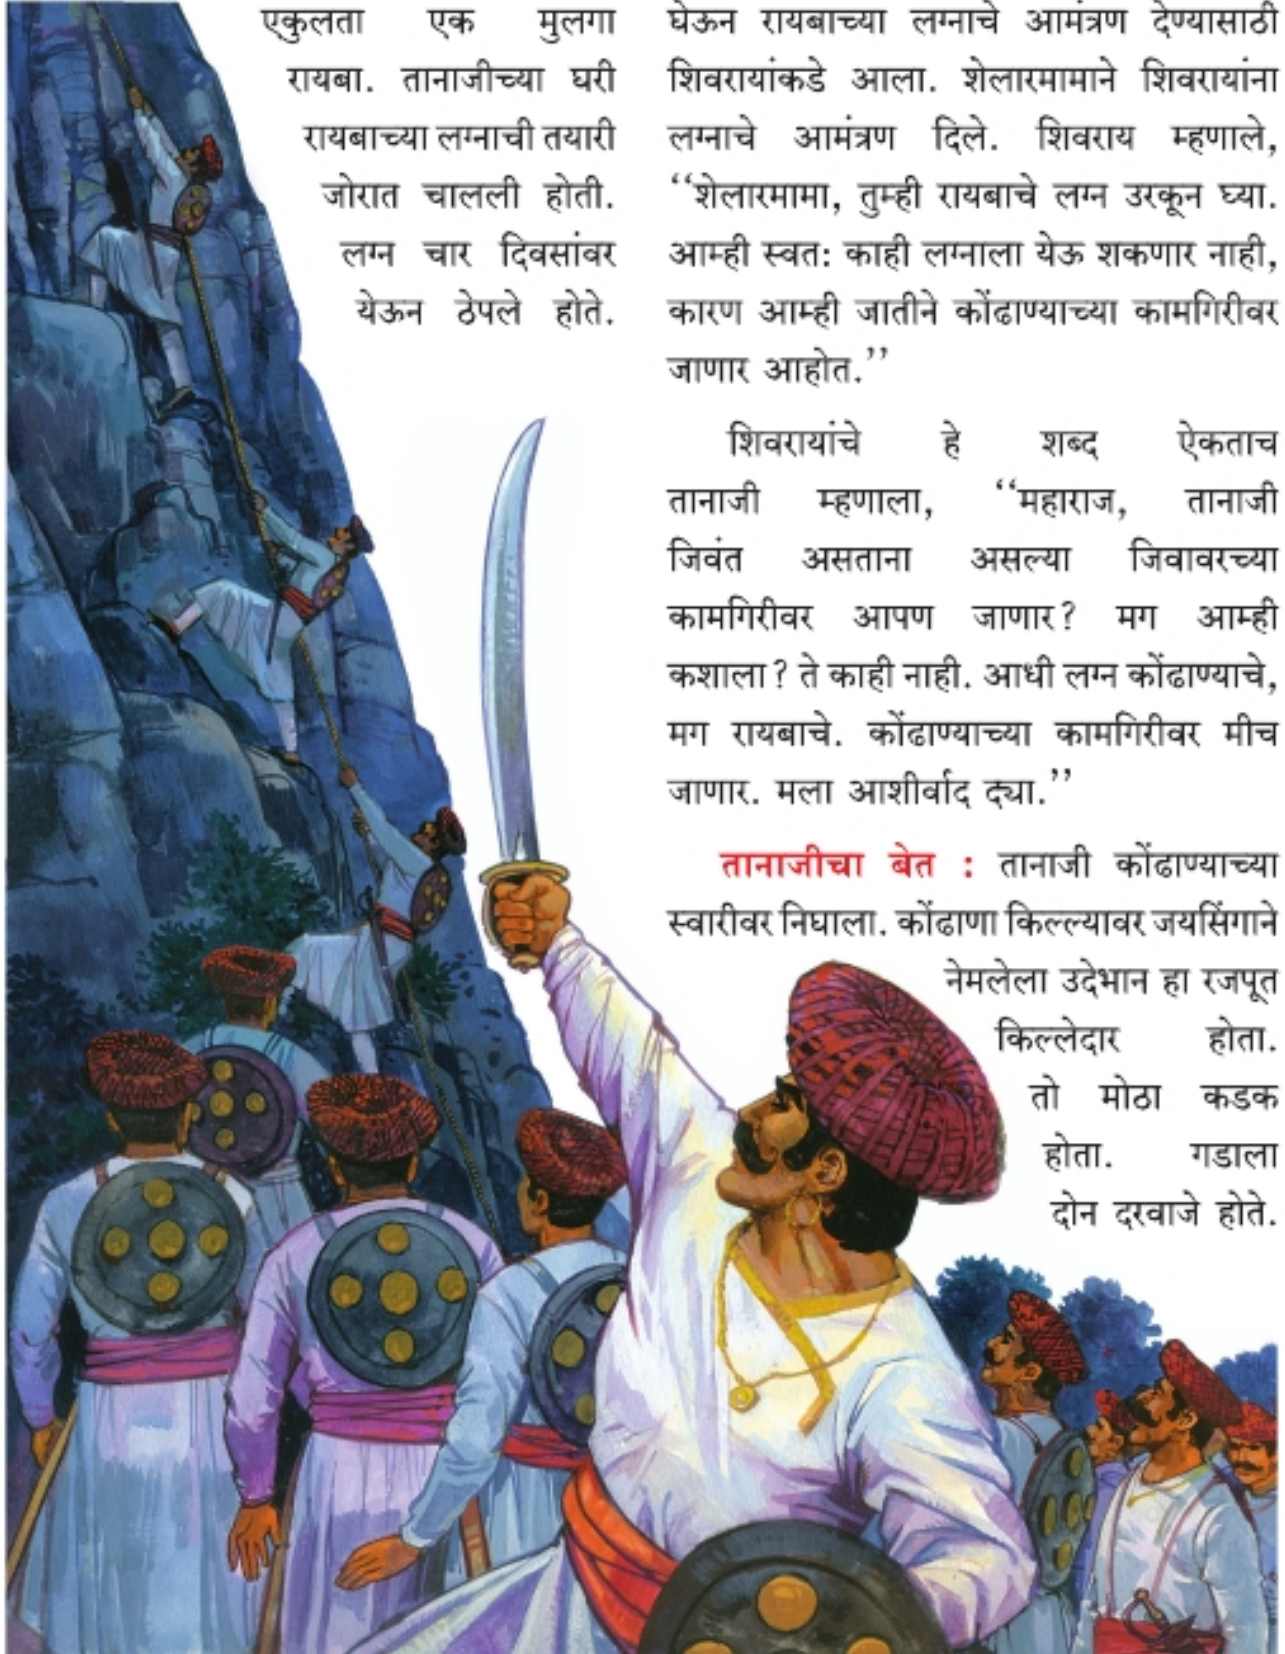 एकुलता एक मुलगा
रायबा. तानाजीच्या घरी
रायबाच्या लग्नाची तयारी
जोरात चालली होती.
लग्न चार दिवसांवर
येऊन ठेपले होते.
घेऊन रायबाच्या लग्नाचे आमंत्रण देण्यासाठी
शिवरायांकडे आला. शेलारमामाने शिवरायांना
लग्नाचे आमंत्रण दिले. शिवराय म्हणाले,
‘‘शेलारमामा, तुम्ही रायबाचे लग्न उरकून घ्या.
आम्ही स्वत: काही लग्नाला येऊ शकणार नाही,
कारण आम्ही जातीने कोंढाण्याच्या कामगिरीवर
जाणार आहोत.’’
शिवरायांचे हे शब्द ऐकताच
तानाजी म्हणाला, ‘‘महाराज, तानाजी
जिवंत असताना असल्या जिवावरच्या
कामगिरीवर आपण जाणार? मग आम्ही
कशाला? ते काही नाही. आधी लग्न कोंढाण्याचे,
मग रायबाचे. कोंढाण्याच्या कामगिरीवर मीच
जाणार. मला आशीर्वाद द्या.’’
तानाजीचा बेत : तानाजी कोंढाण्याच्या
स्वारीवर निघाला. कोंढाणा किल्ल्यावर जयसिंगाने
नेमलेला उदेभान हा रजपूत
किल्लेदार होता.
तो मोठा कडक
होता. गडाला
दोन दरवाजे होते.